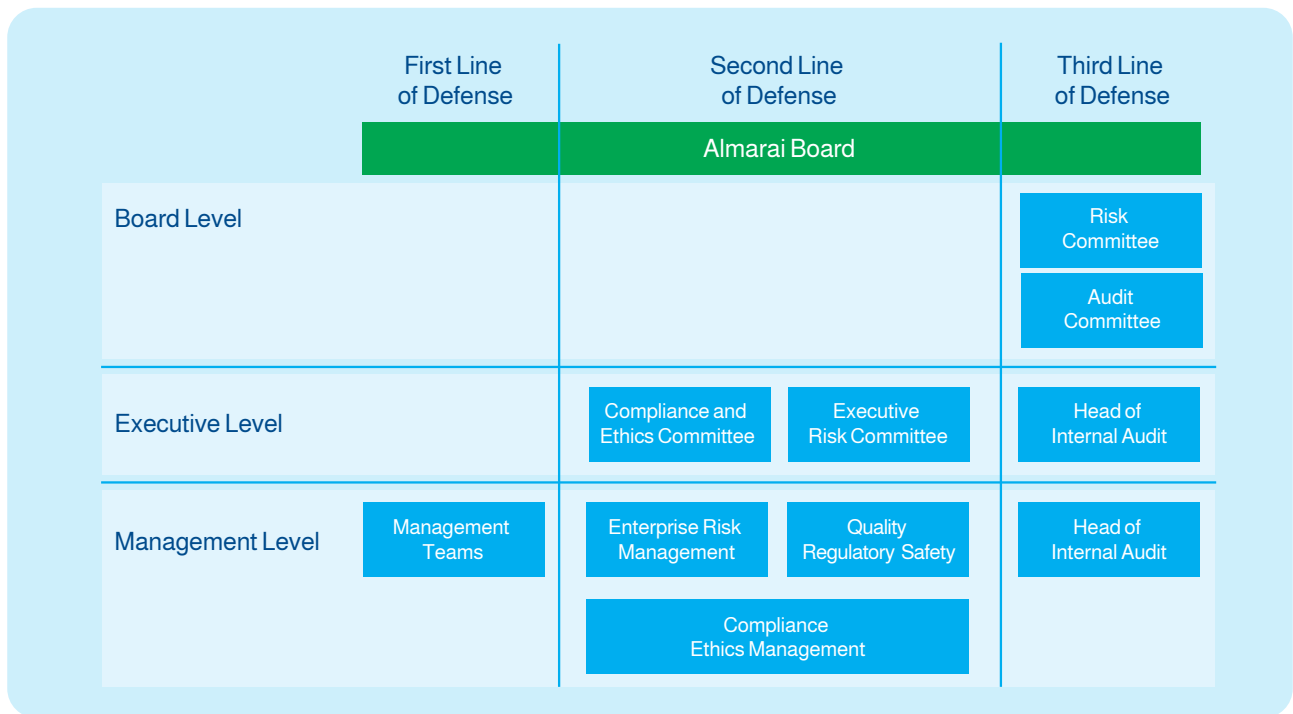 First Line
of Defense
Second Line
of Defense
Third Line
of Defense
Almarai Board
Board Level
Risk
Committee
Audit
Committee
Executive Level
Compliance and
Ethics Committee
Executive
Risk Committee
Head of
Internal Audit
Management Level
Management
Teams
Enterprise Risk
Management
Quality
Regulatory Safety
Head of
Internal Audit
Compliance
Ethics Management